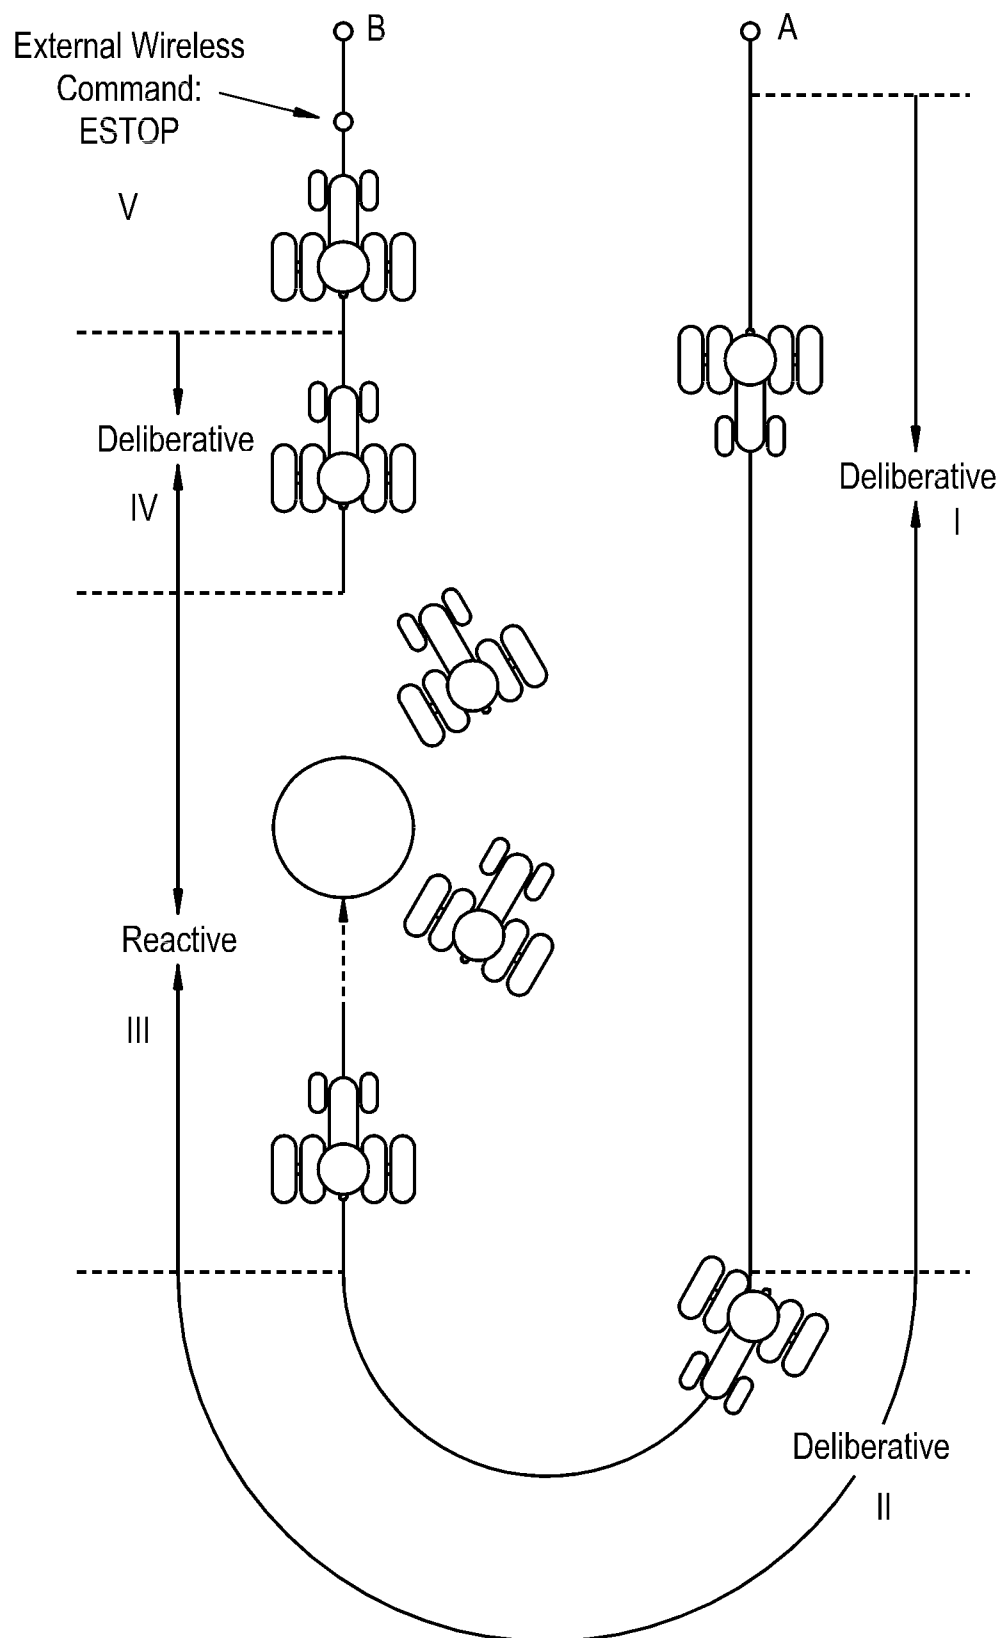 B
A
External Wireless
Command:
ESTOP
V
Deliberative
IV
Deliberative
I
Reactive
III
Deliberative
II